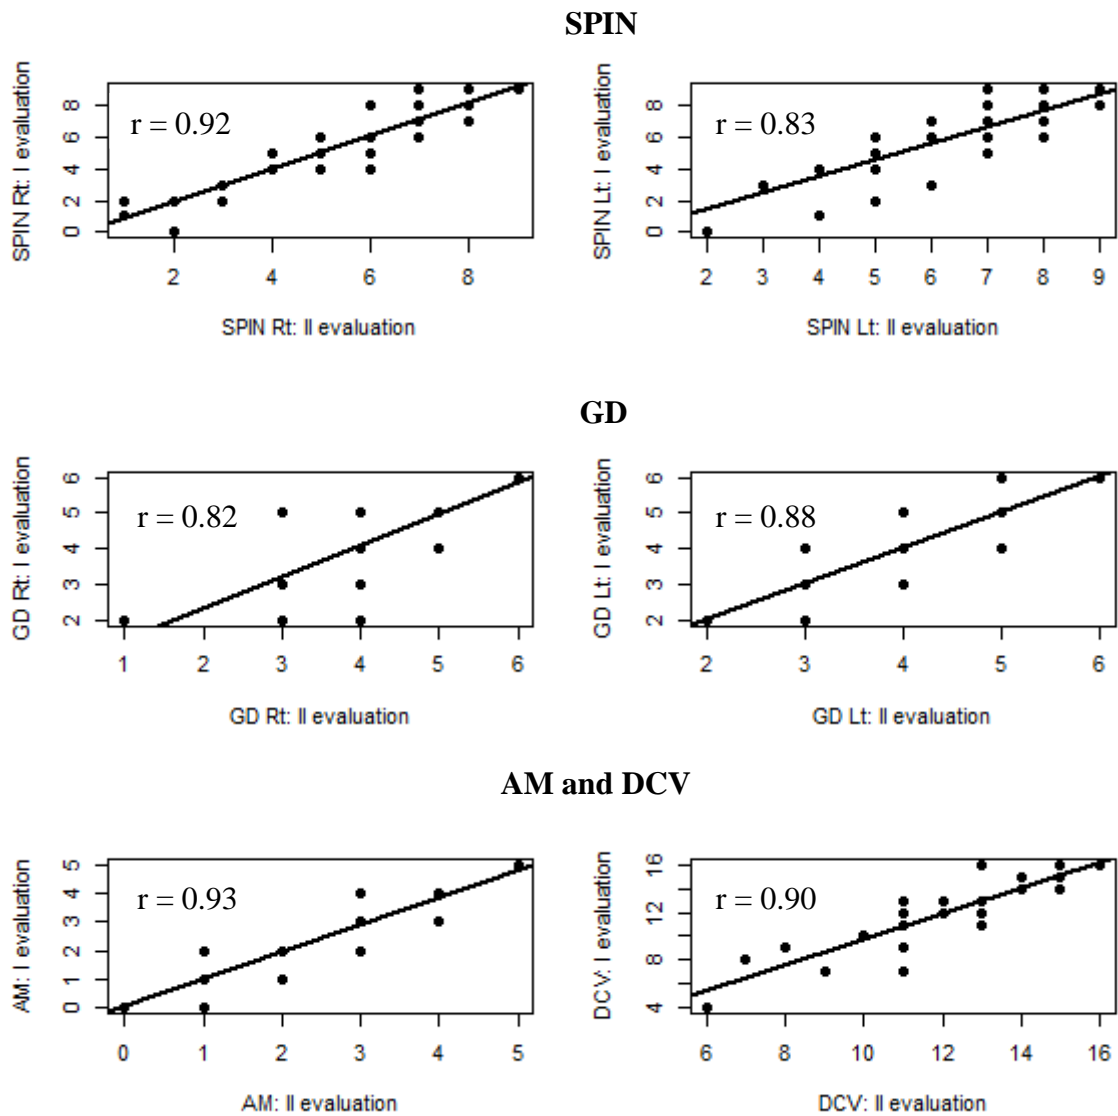 SPIN
SPIN Rt: I evaluation
8
6
4
2
0
r = 0.92
2 4 6 8
SPIN Rt: II evaluation
SPIN Lt: I evaluation
8
6
4
2
0
r = 0.83
2 3 4 5 6 7 8 9
SPIN Lt: II evaluation
GD
GD Rt: I evaluation
6
5
4
3
2
r = 0.82
1 2 3 4 5 6
GD Rt: II evaluation
GD Lt: I evaluation
6
5
4
3
2
r = 0.88
2 3 4 5 6
GD Lt: II evaluation
AM and DCV
AM: I evaluation
5
4
3
2
1
0
r = 0.93
0 1 2 3 4 5
AM: II evaluation
DCV: I evaluation
16
12
8
4
r = 0.90
6 8 10 12 14 16
DCV: II evaluation